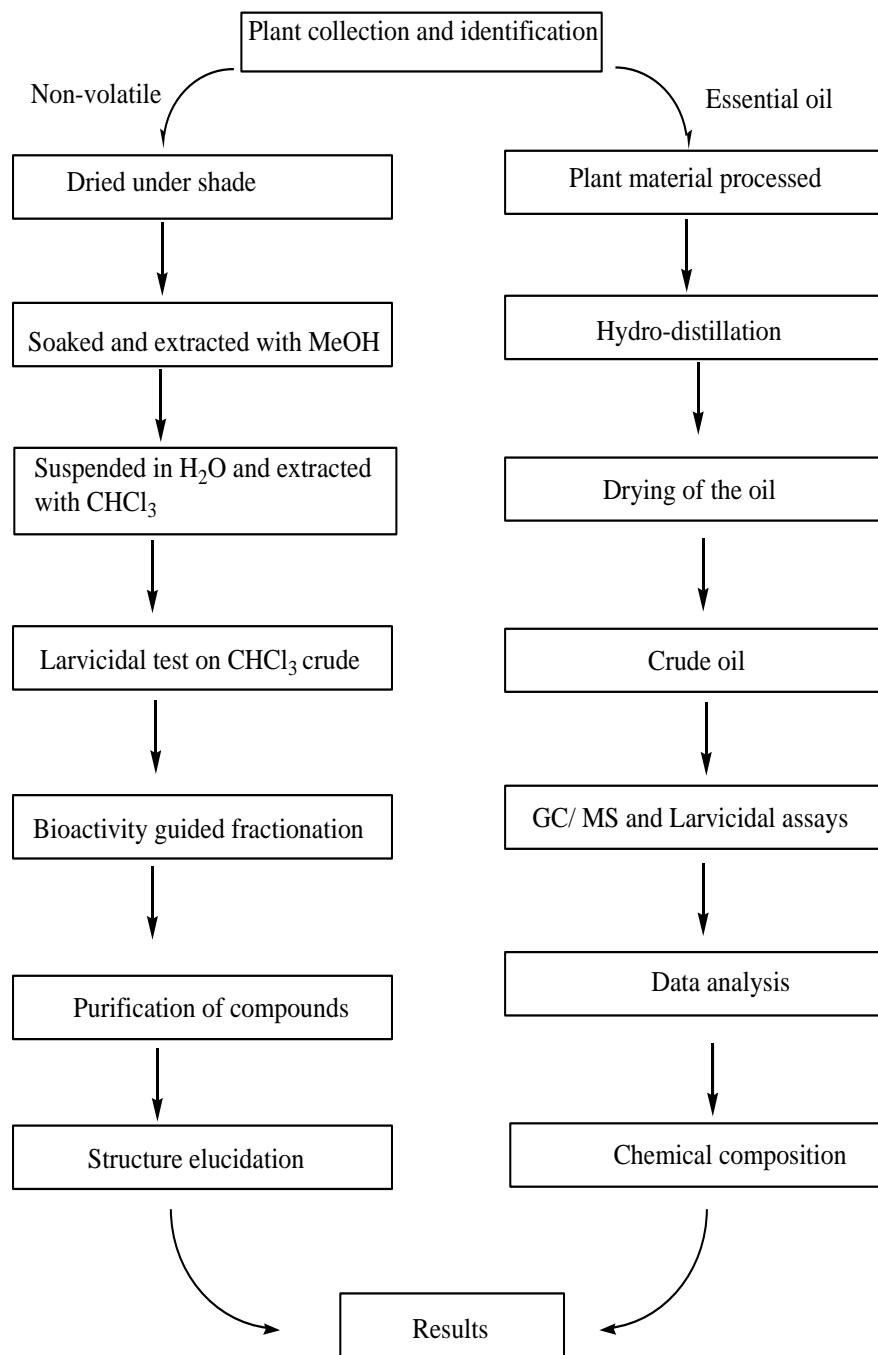 Plant collection and identification
Non-volatile
Essential oil
Dried under shade
Plant material processed
Soaked and extracted with MeOH
Hydro-distillation
Suspended in H₂O and extracted
with CHCl₃
Drying of the oil
Larvicidal test on CHCl₃ crude
Crude oil
Bioactivity guided fractionation
GC/ MS and Larvicidal assays
Purification of compounds
Data analysis
Structure elucidation
Chemical composition
Results